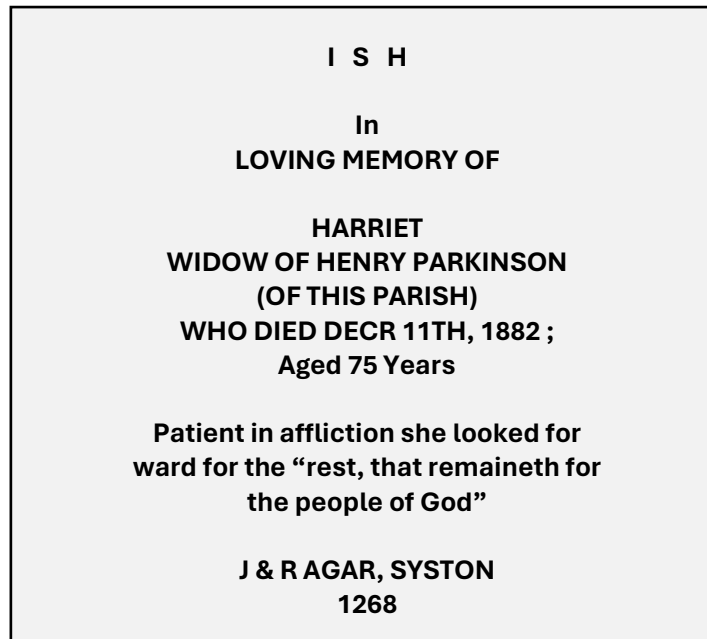 I S H
In
LOVING MEMORY OF
HARRIET
WIDOW OF HENRY PARKINSON
(OF THIS PARISH)
WHO DIED DECR 11TH, 1882 ;
Aged 75 Years
Patient in affliction she looked for
ward for the “rest, that remaineth for
the people of God”
J & R AGAR, SYSTON
1268